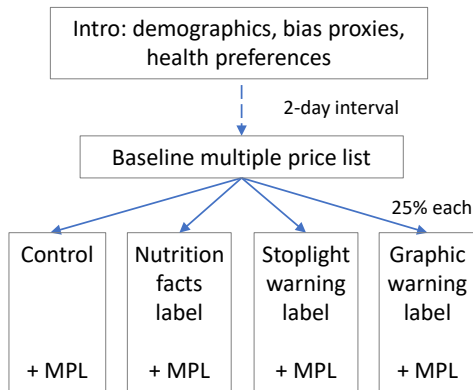 Intro: demographics, bias proxies,
health preferences
2-day interval
Baseline multiple price list
25% each
Control
+ MPL
Nutrition
facts
label
+ MPL
Stoplight
warning
label
+ MPL
Graphic
warning
label
+ MPL